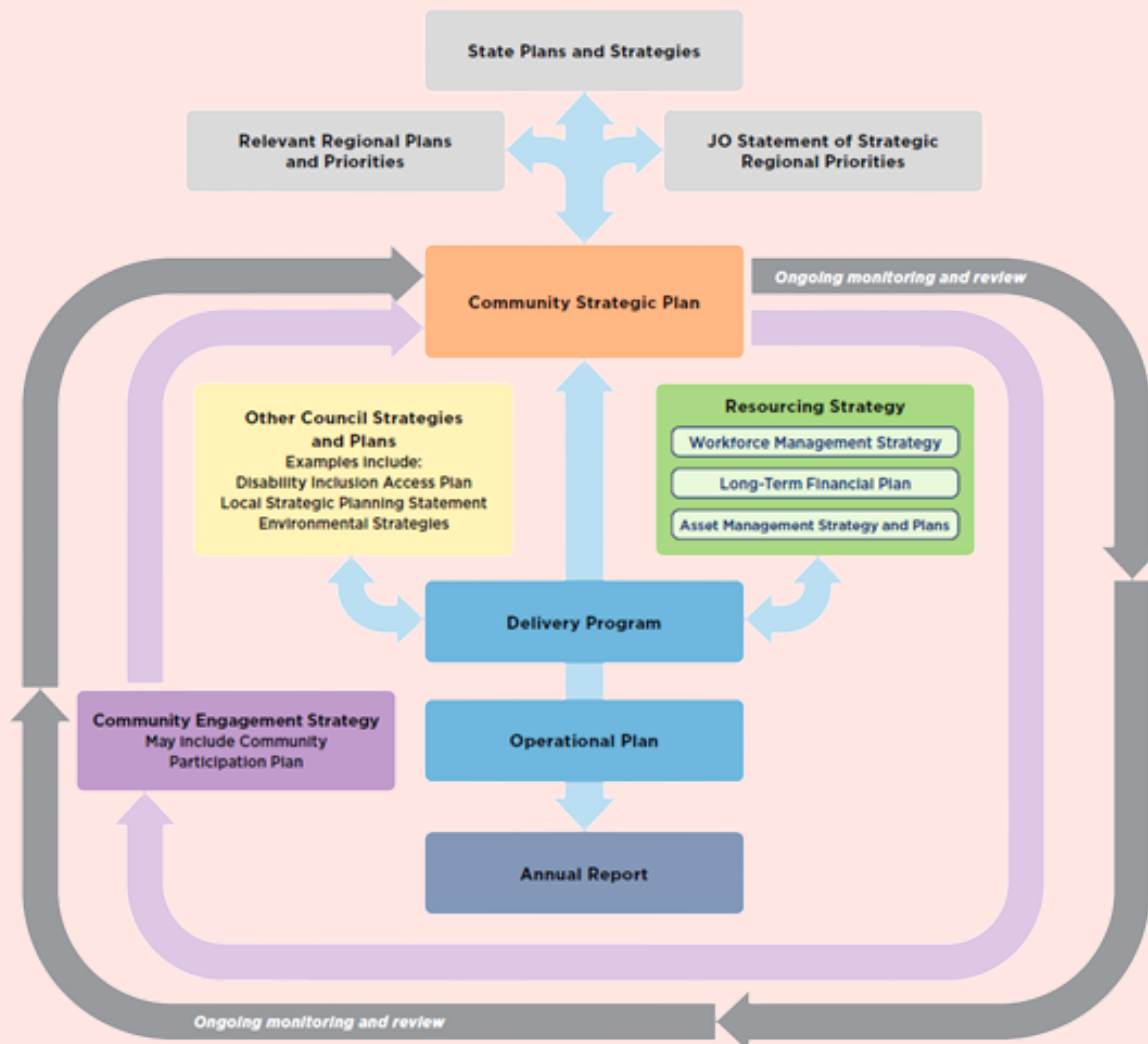 State Plans and Strategies
Relevant Regional Plans
and Priorities
JO Statement of Strategic
Regional Priorities
Community Strategic Plan
Ongoing monitoring and review
Other Council Strategies
and Plans
Examples include:
Disability Inclusion Access Plan
Local Strategic Planning Statement
Environmental Strategies
Resourcing Strategy
Workforce Management Strategy
Long-Term Financial Plan
Asset Management Strategy and Plans
Delivery Program
Community Engagement Strategy
May include Community
Participation Plan
Operational Plan
Annual Report
Ongoing monitoring and review